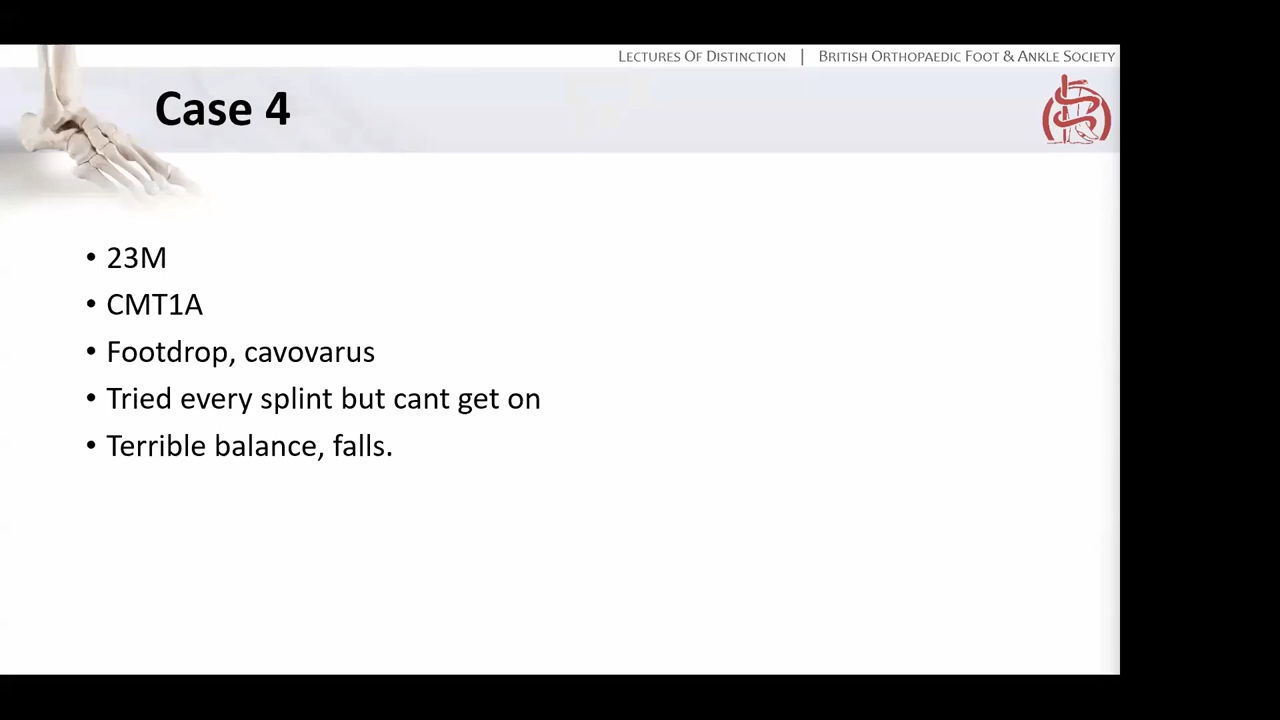 Lectures Of Distinction | British Orthopaedic Foot & Ankle Society
Case 4
• 23M
• CMT1A
• Footdrop, cavovarus
• Tried every splint but cant get on
• Terrible balance, falls.